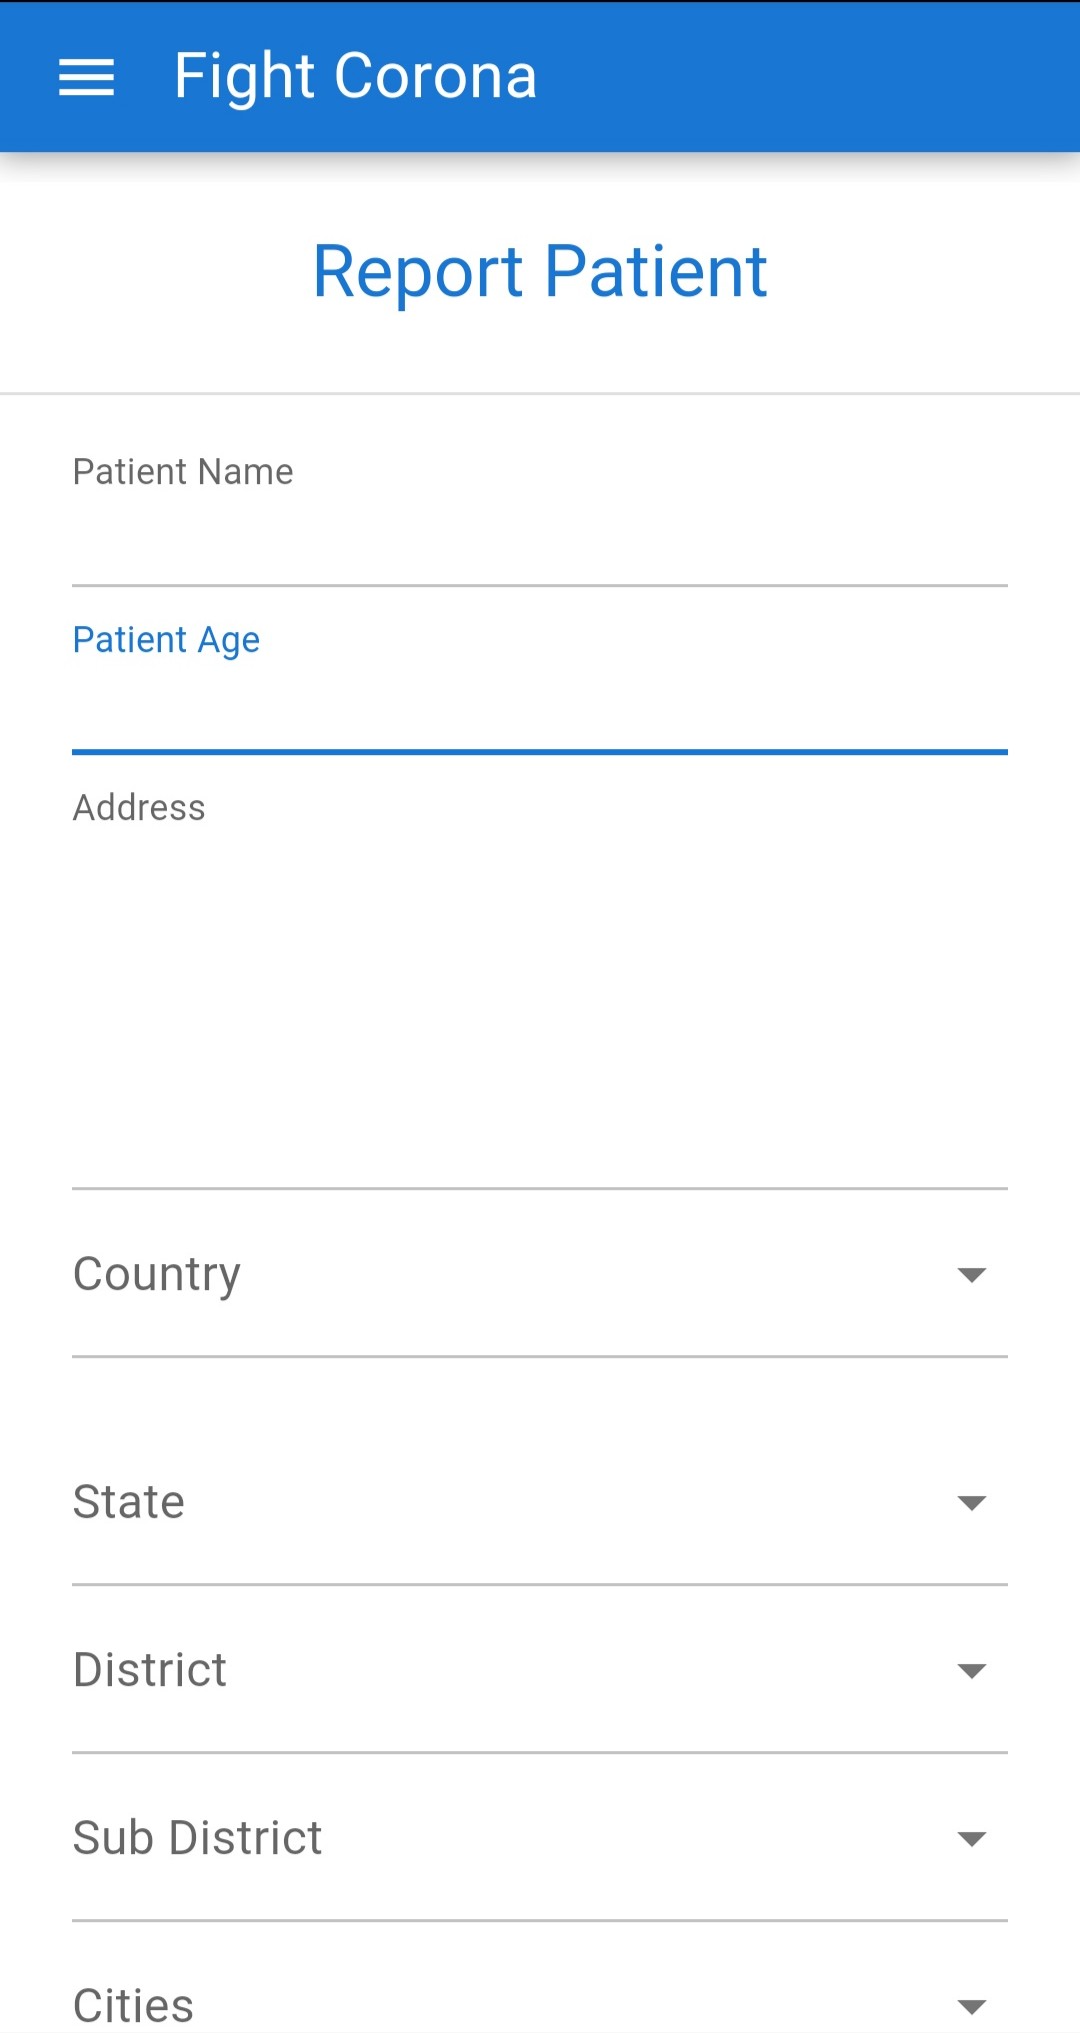 Fight Corona
Report Patient
Patient Name
Patient Age
Address
Country
State
District
Sub District
Cities